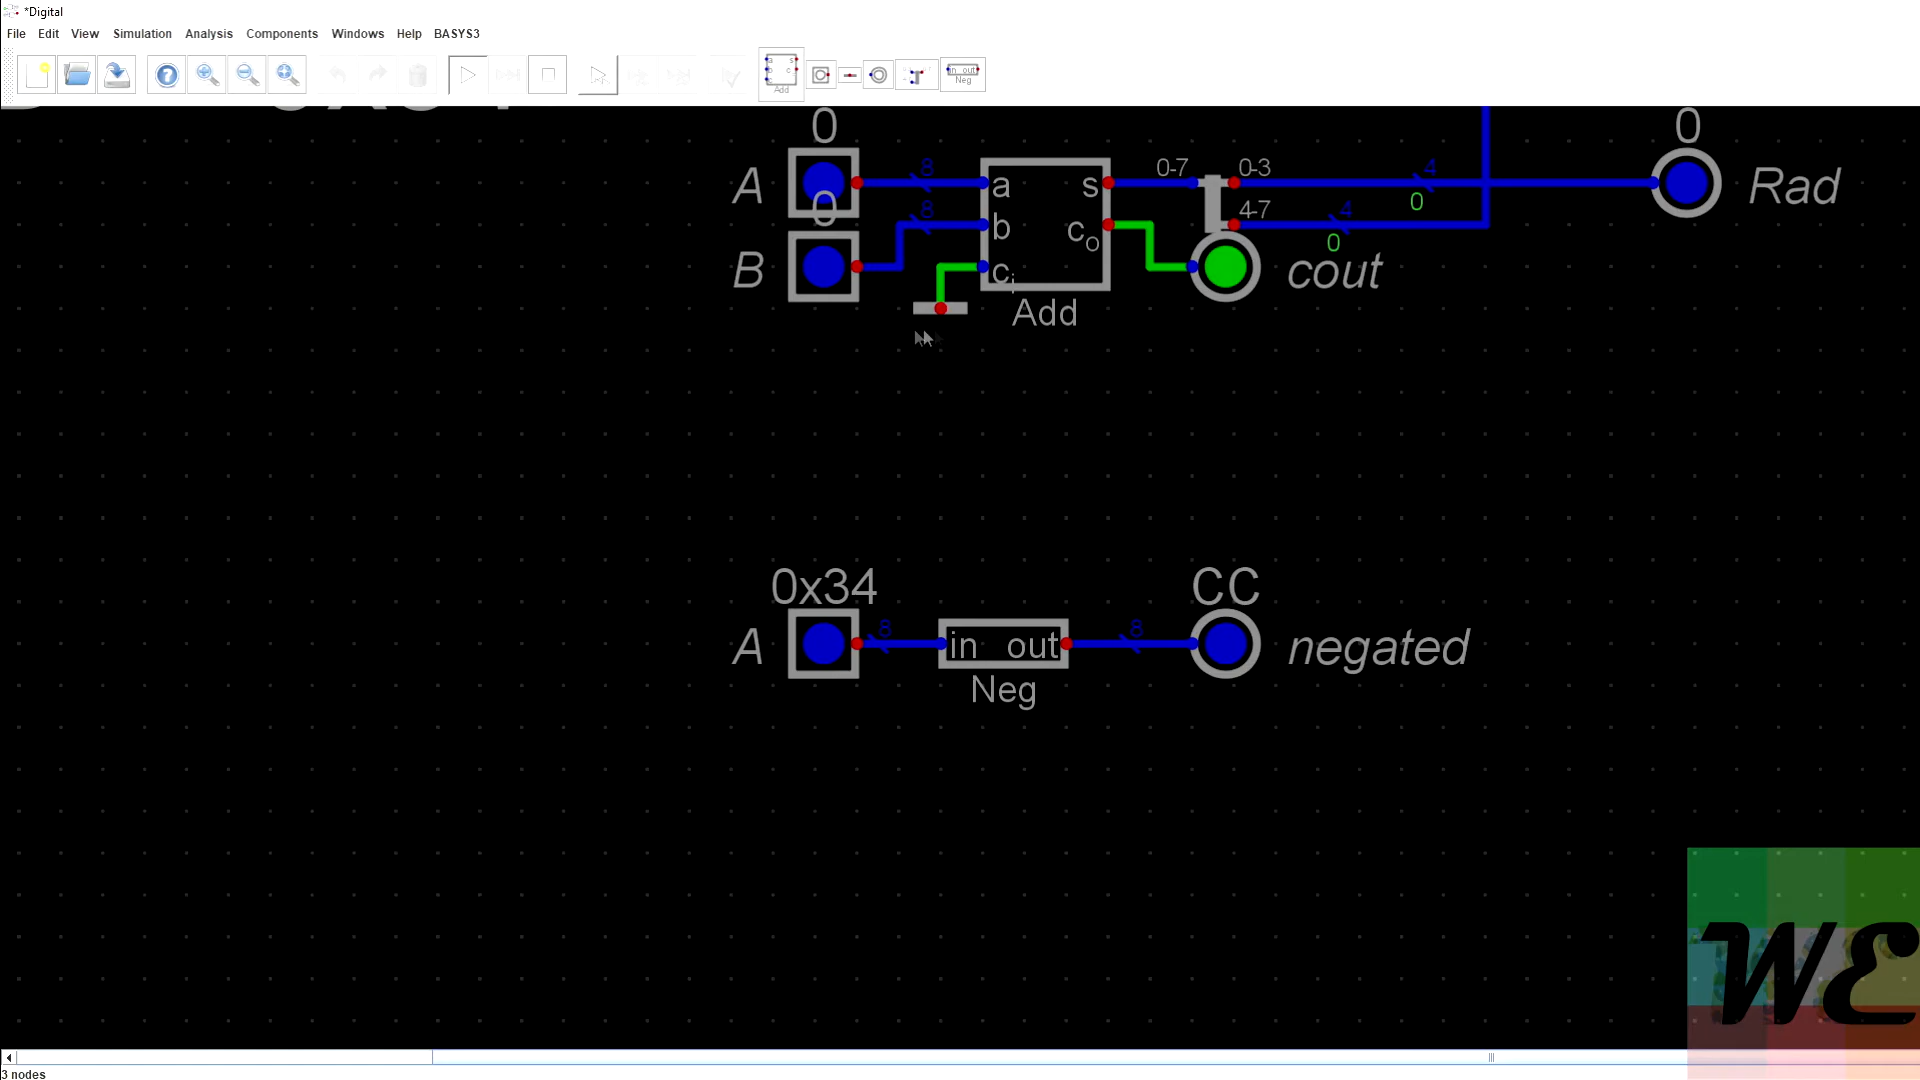 *Digital
File Edit View Simulation Analysis Components Windows Help BASYS3
a s
b c
Add
in out
Neg
0
0
A
8
a
s
0-7
0-3
4
0
Rad
0
B
8
b
co
4-7
4
0
cout
ci
Add
0x34
CC
A
8
in out
8
negated
Neg
WE
3 nodes